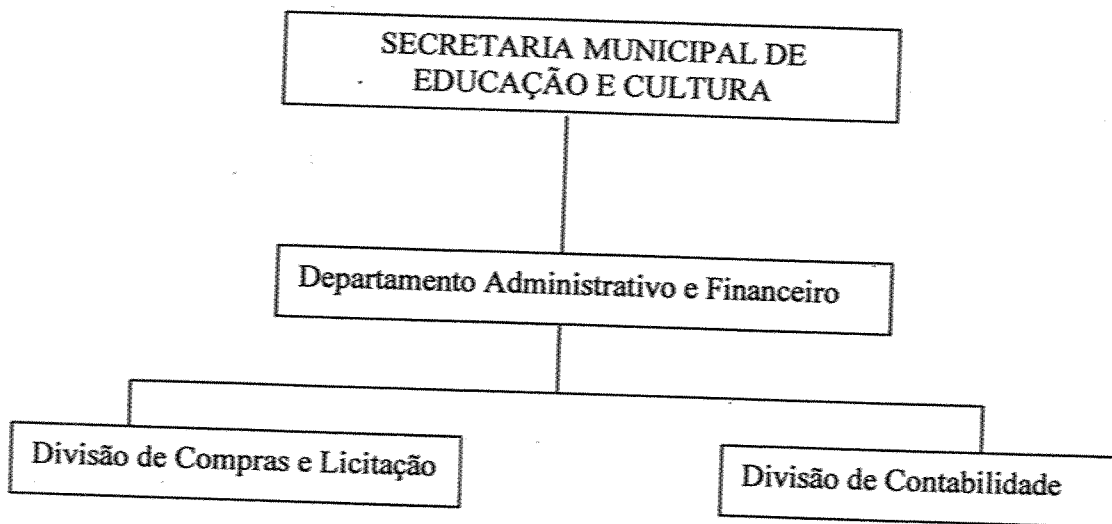 SECRETARIA MUNICIPAL DE
EDUCAÇÃO E CULTURA
Departamento Administrativo e Financeiro
Divisão de Compras e Licitação
Divisão de Contabilidade